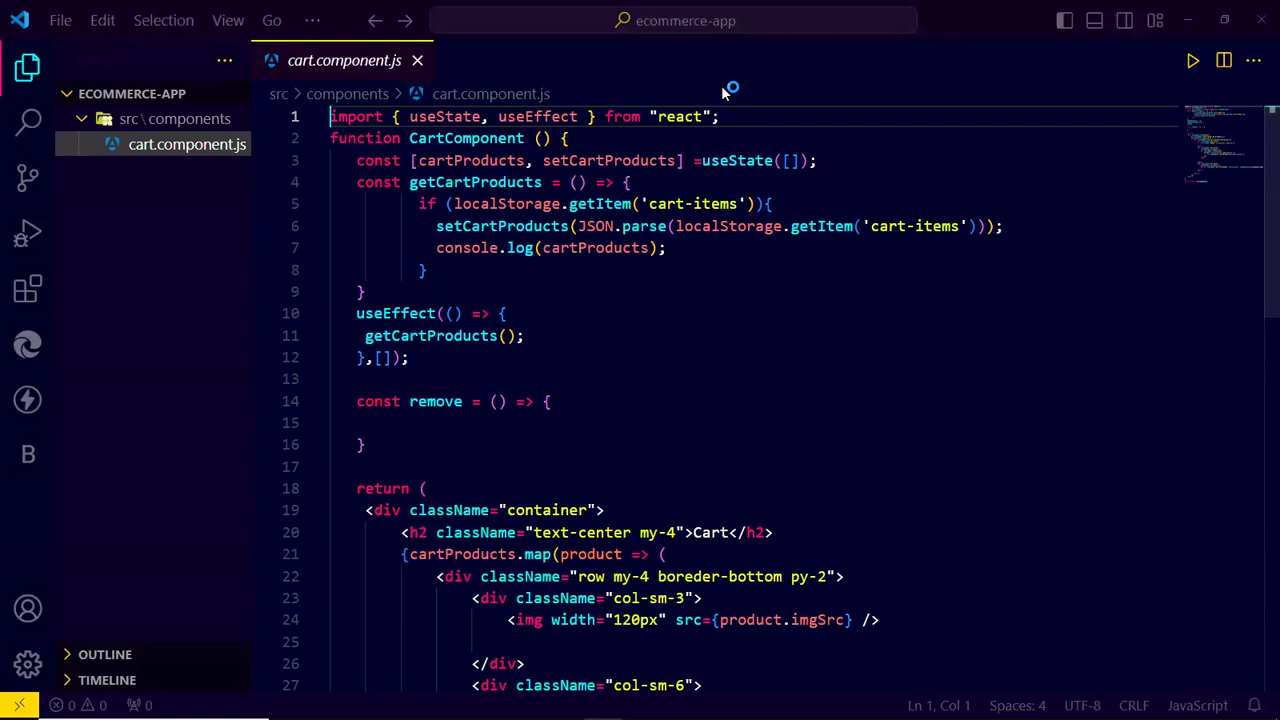 File Edit Selection View Go ··· ecommerce-app
cart.component.js
ECOMMERCE-APP
src\components
cart.component.js
src > components > cart.component.js
1 import { useState, useEffect } from "react";
2 function CartComponent () {
3 const [cartProducts, setCartProducts] =useState([]);
4 const getCartProducts = () => {
5 if (localStorage.getItem('cart-items')){
6 setCartProducts(JSON.parse(localStorage.getItem('cart-items')));
7 console.log(cartProducts);
8 }
9 }
10 useEffect(() => {
11 getCartProducts();
12 },[]);
13
14 const remove = () => {
15
16 }
17
18 return (
19 <div className="container">
20 <h2 className="text-center my-4">Cart</h2>
21 {cartProducts.map(product => (
22 <div className="row my-4 boreder-bottom py-2">
23 <div className="col-sm-3">
24 <img width="120px" src={product.imgSrc} />
25
26 </div>
27 <div className="col-sm-6">
B
OUTLINE
TIMELINE
0 0 0 Ln 1, Col 1 Spaces: 4 UTF-8 CRLF JavaScript